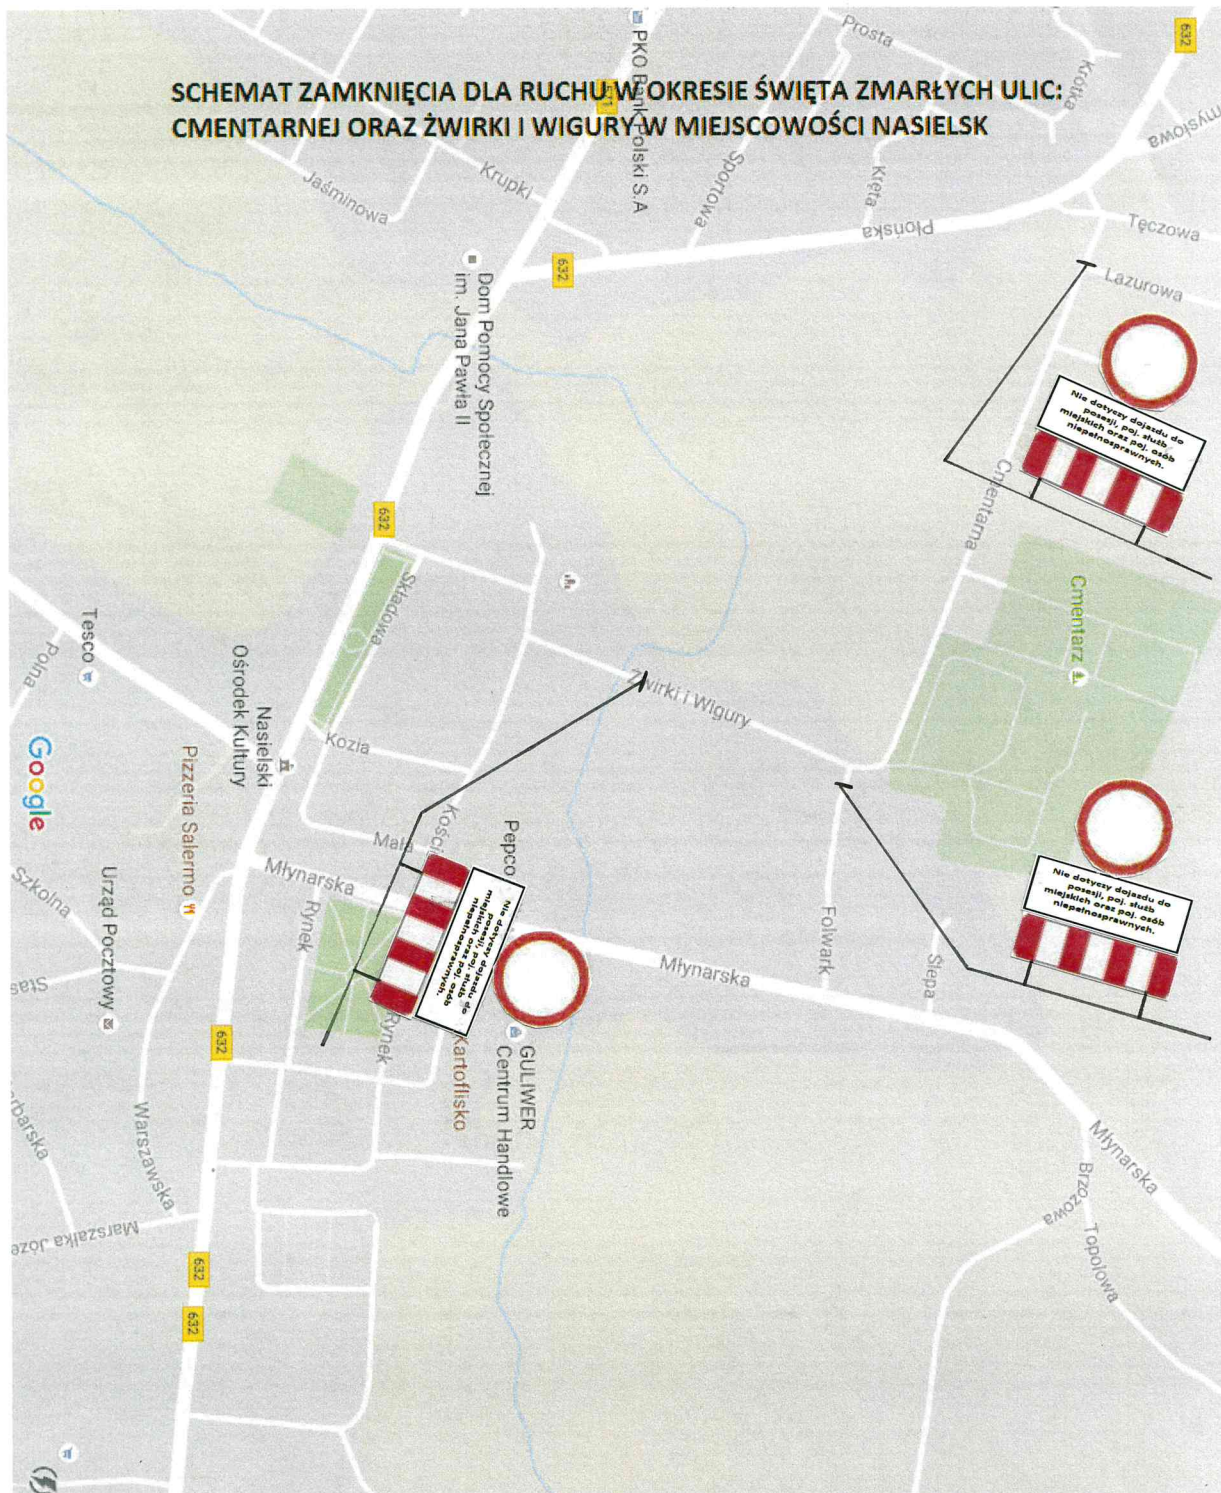 SCHEMAT ZAMKNIĘCIA DLA RUCHU W OKRESIE ŚWIĘTA ZMARŁYCH ULIC:
CMENTARNEJ ORAZ ŻWIRKI I WIGURY W MIEJSCOWOŚCI NASIELSK
632
Prosta
Krótka
571
PKO Bank Polski S.A
Sportowa
Kręta
Płońska
Tęczowa
Lazurowa
Krupki
Jaśminowa
632
Dom Pomocy Społecznej
im. Jana Pawła II
Nie dotyczy dojazdu do
posesji, poj. służb
miejskich oraz poj. osób
niepełnosprawnych.
Cmentarna
Cmentarz
632
Składowa
Tesco
Polna
Nasielski
Ośrodek Kultury
Kozia
Żwirki i Wigury
Google
Pizzeria Salermo
Mała
Młynarska
Pepco
Nie dotyczy dojazdu do
posesji, poj. służb
miejskich oraz poj. osób
niepełnosprawnych.
Nie dotyczy dojazdu do
posesji, poj. służb
miejskich oraz poj. osób
niepełnosprawnych.
Szkolna
Urząd Pocztowy
Rynek
Rynek
Folwark
Ślepa
Młynarska
632
Kartoflisko
GULIWER
Centrum Handlowe
Warszawska
Młynarska
Brzozowa
Topolowa
632
632